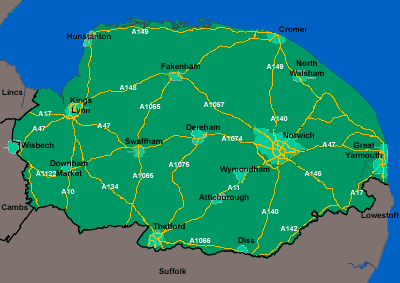 Cromer
A149
Hunstanton
North
Walsham
A149
Fakenham
Lincs
A148
Kings
Lynn
A1065
A1067
A17
A140
A47
A47
Dereham
Norwich
Swaffham
A1074
Wisbech
A47
Great
Yarmouth
Downham
Market
A1075
Wymondham
A1122
A1065
A146
A10
A134
A11
A17
Attleborough
Cambs
A140
Lowestoft
Thetford
A142
A1066
Diss
Suffolk